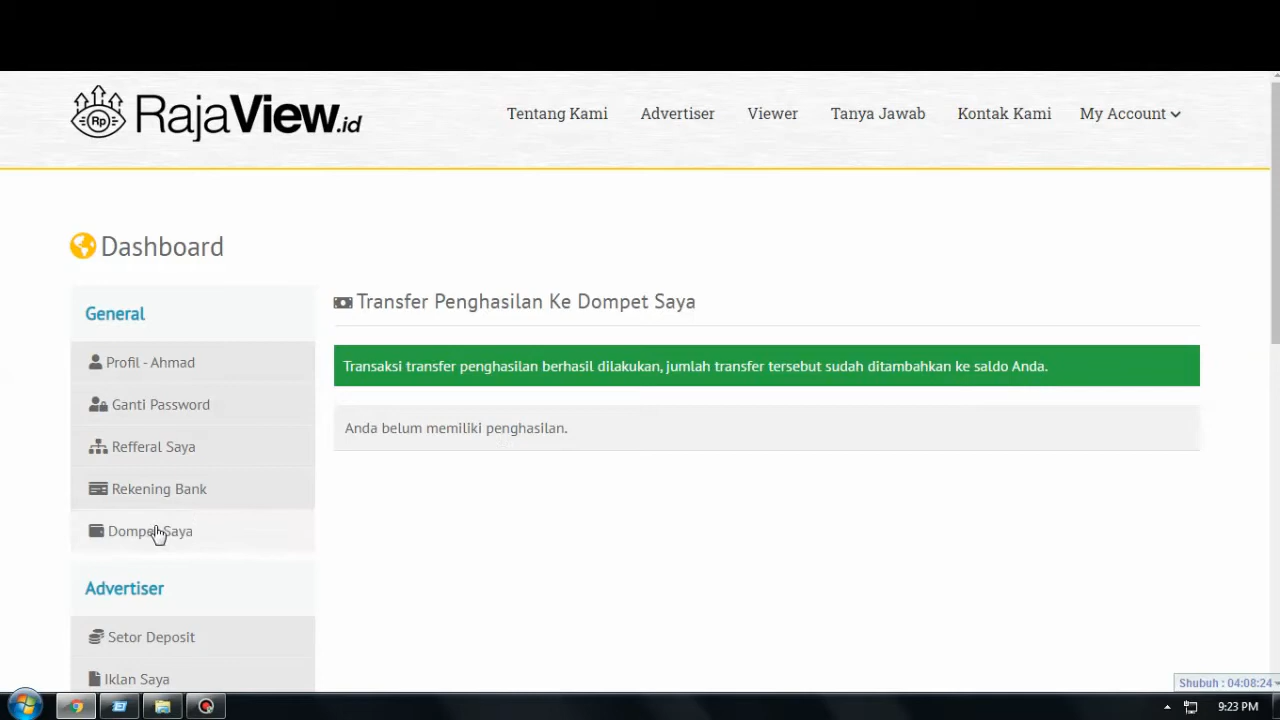 Rp RajaView.id
Tentang Kami Advertiser Viewer Tanya Jawab Kontak Kami My Account
Dashboard
General
Profil - Ahmad
Ganti Password
Refferal Saya
Rekening Bank
Dompet Saya
Advertiser
Setor Deposit
Iklan Saya
Transfer Penghasilan Ke Dompet Saya
Transaksi transfer penghasilan berhasil dilakukan, jumlah transfer tersebut sudah ditambahkan ke saldo Anda.
Anda belum memiliki penghasilan.
Shubuh : 04:08:24
9:23 PM